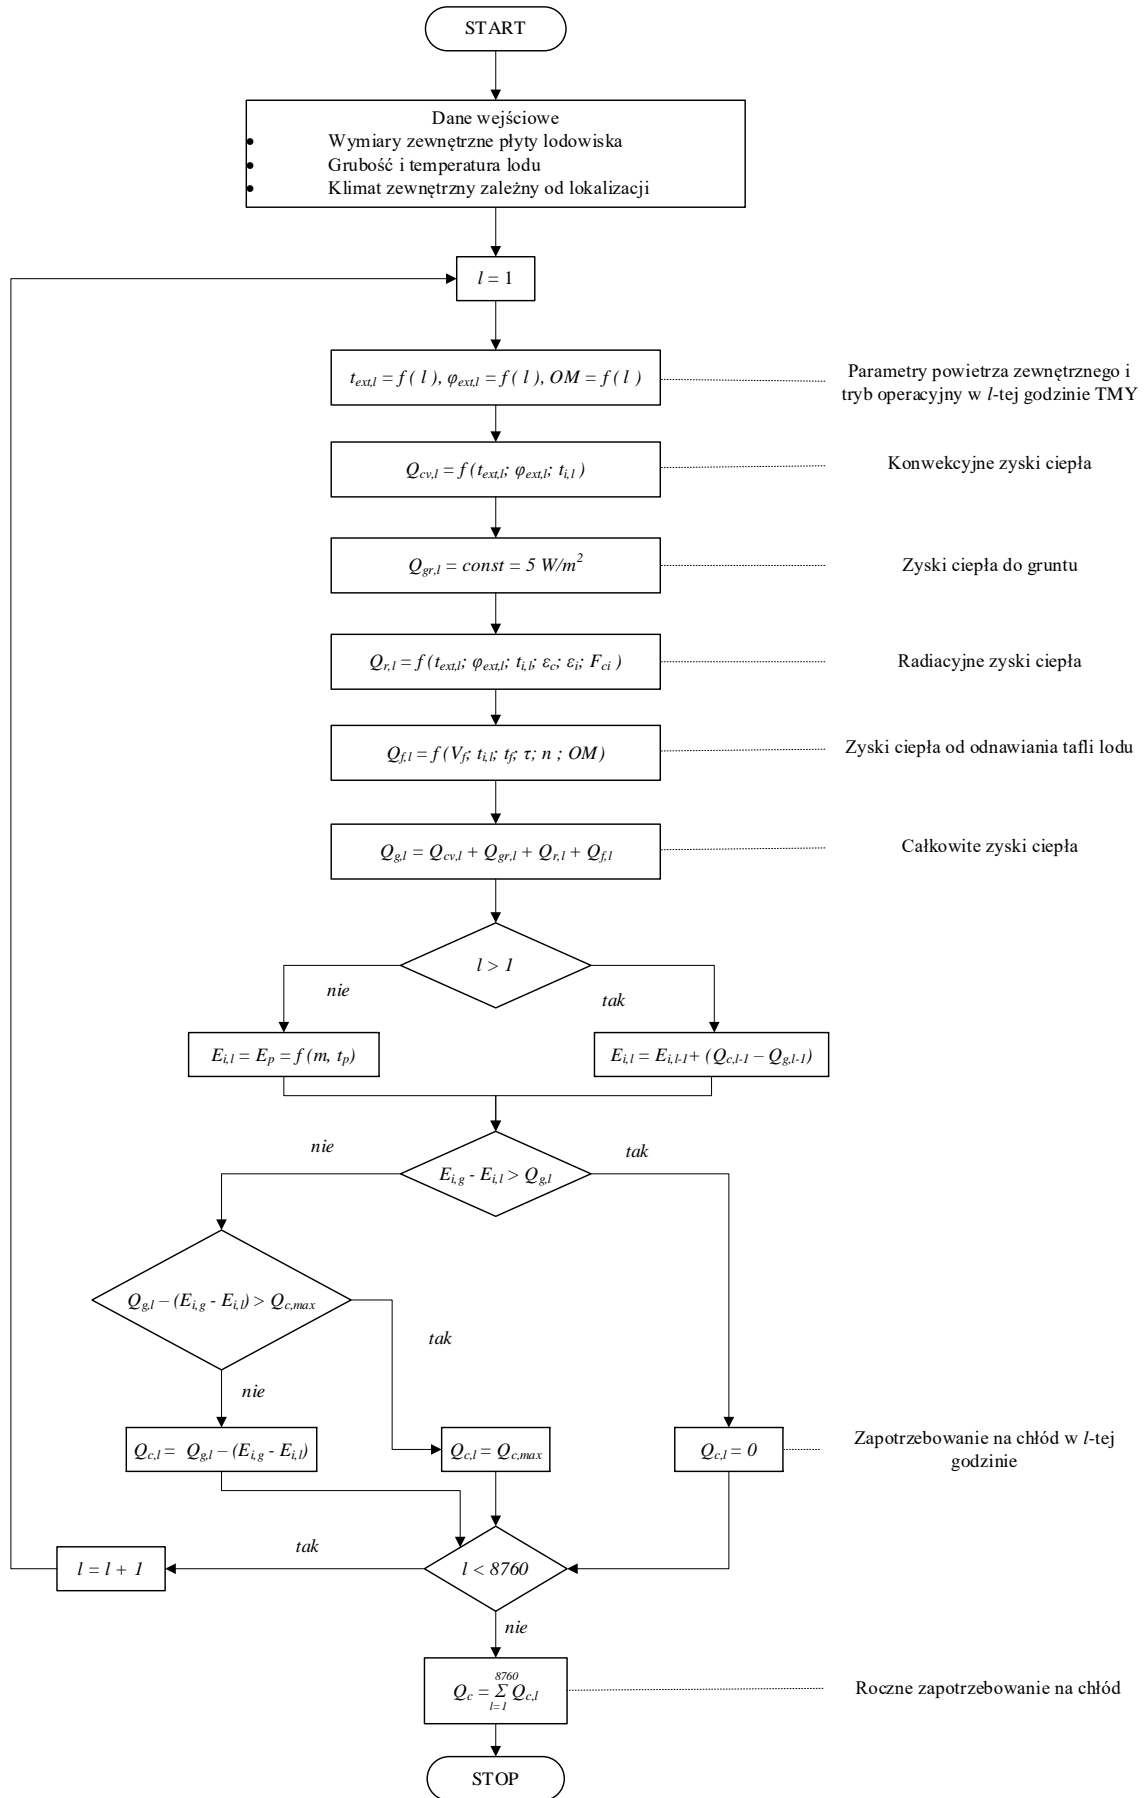 START
Dane wejściowe
• Wymiary zewnętrzne płyty lodowiska
• Grubość i temperatura lodu
• Klimat zewnętrzny zależny od lokalizacji
l = 1
t_ext,l = f ( l ), φ_ext,l = f ( l ), OM = f ( l )
Parametry powietrza zewnętrznego i
tryb operacyjny w l-tej godzinie TMY
Q_cv,l = f (t_ext,l; φ_ext,l; t_i,l )
Konwekcyjne zyski ciepła
Q_gr,l = const = 5 W/m²
Zyski ciepła do gruntu
Q_r,l = f (t_ext,l; φ_ext,l; t_i,l; ε_c; ε_i; F_ci )
Radiacyjne zyski ciepła
Q_f,l = f (V_f; t_i,l; t_f; τ; n ; OM)
Zyski ciepła od odnawiania tafli lodu
Q_g,l = Q_cv,l + Q_gr,l + Q_r,l + Q_f,l
Całkowite zyski ciepła
l > 1
nie
tak
E_i,l = E_p = f (m, t_p)
E_i,l = E_i,l-1 + (Q_c,l-1 – Q_g,l-1)
nie
tak
E_i,g - E_i,l > Q_g,l
Q_g,l – (E_i,g - E_i,l) > Q_c,max
tak
nie
Q_c,l = Q_g,l – (E_i,g - E_i,l)
Q_c,l = Q_c,max
Q_c,l = 0
Zapotrzebowanie na chłód w l-tej
godzinie
tak
l = l + 1
l < 8760
nie
8760
Q_c = Σ Q_c,l
l=1
Roczne zapotrzebowanie na chłód
STOP